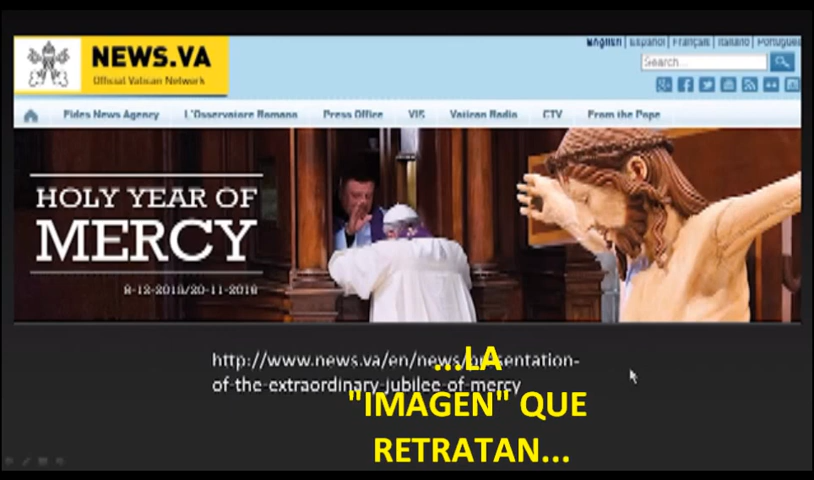 NEWS.VA
Official Vatican Network
English | Español | Français | Italiano | Português
Search...
Fides News Agency L'Osservatore Romano Press Office VIS Vatican Radio CTV From the Pope
HOLY YEAR OF
MERCY
8-12-2015/20-11-2016
http://www.news.va/en/news/presentation-
of-the-extraordinary-jubilee-of-mercy
...LA
"IMAGEN" QUE
RETRATAN...